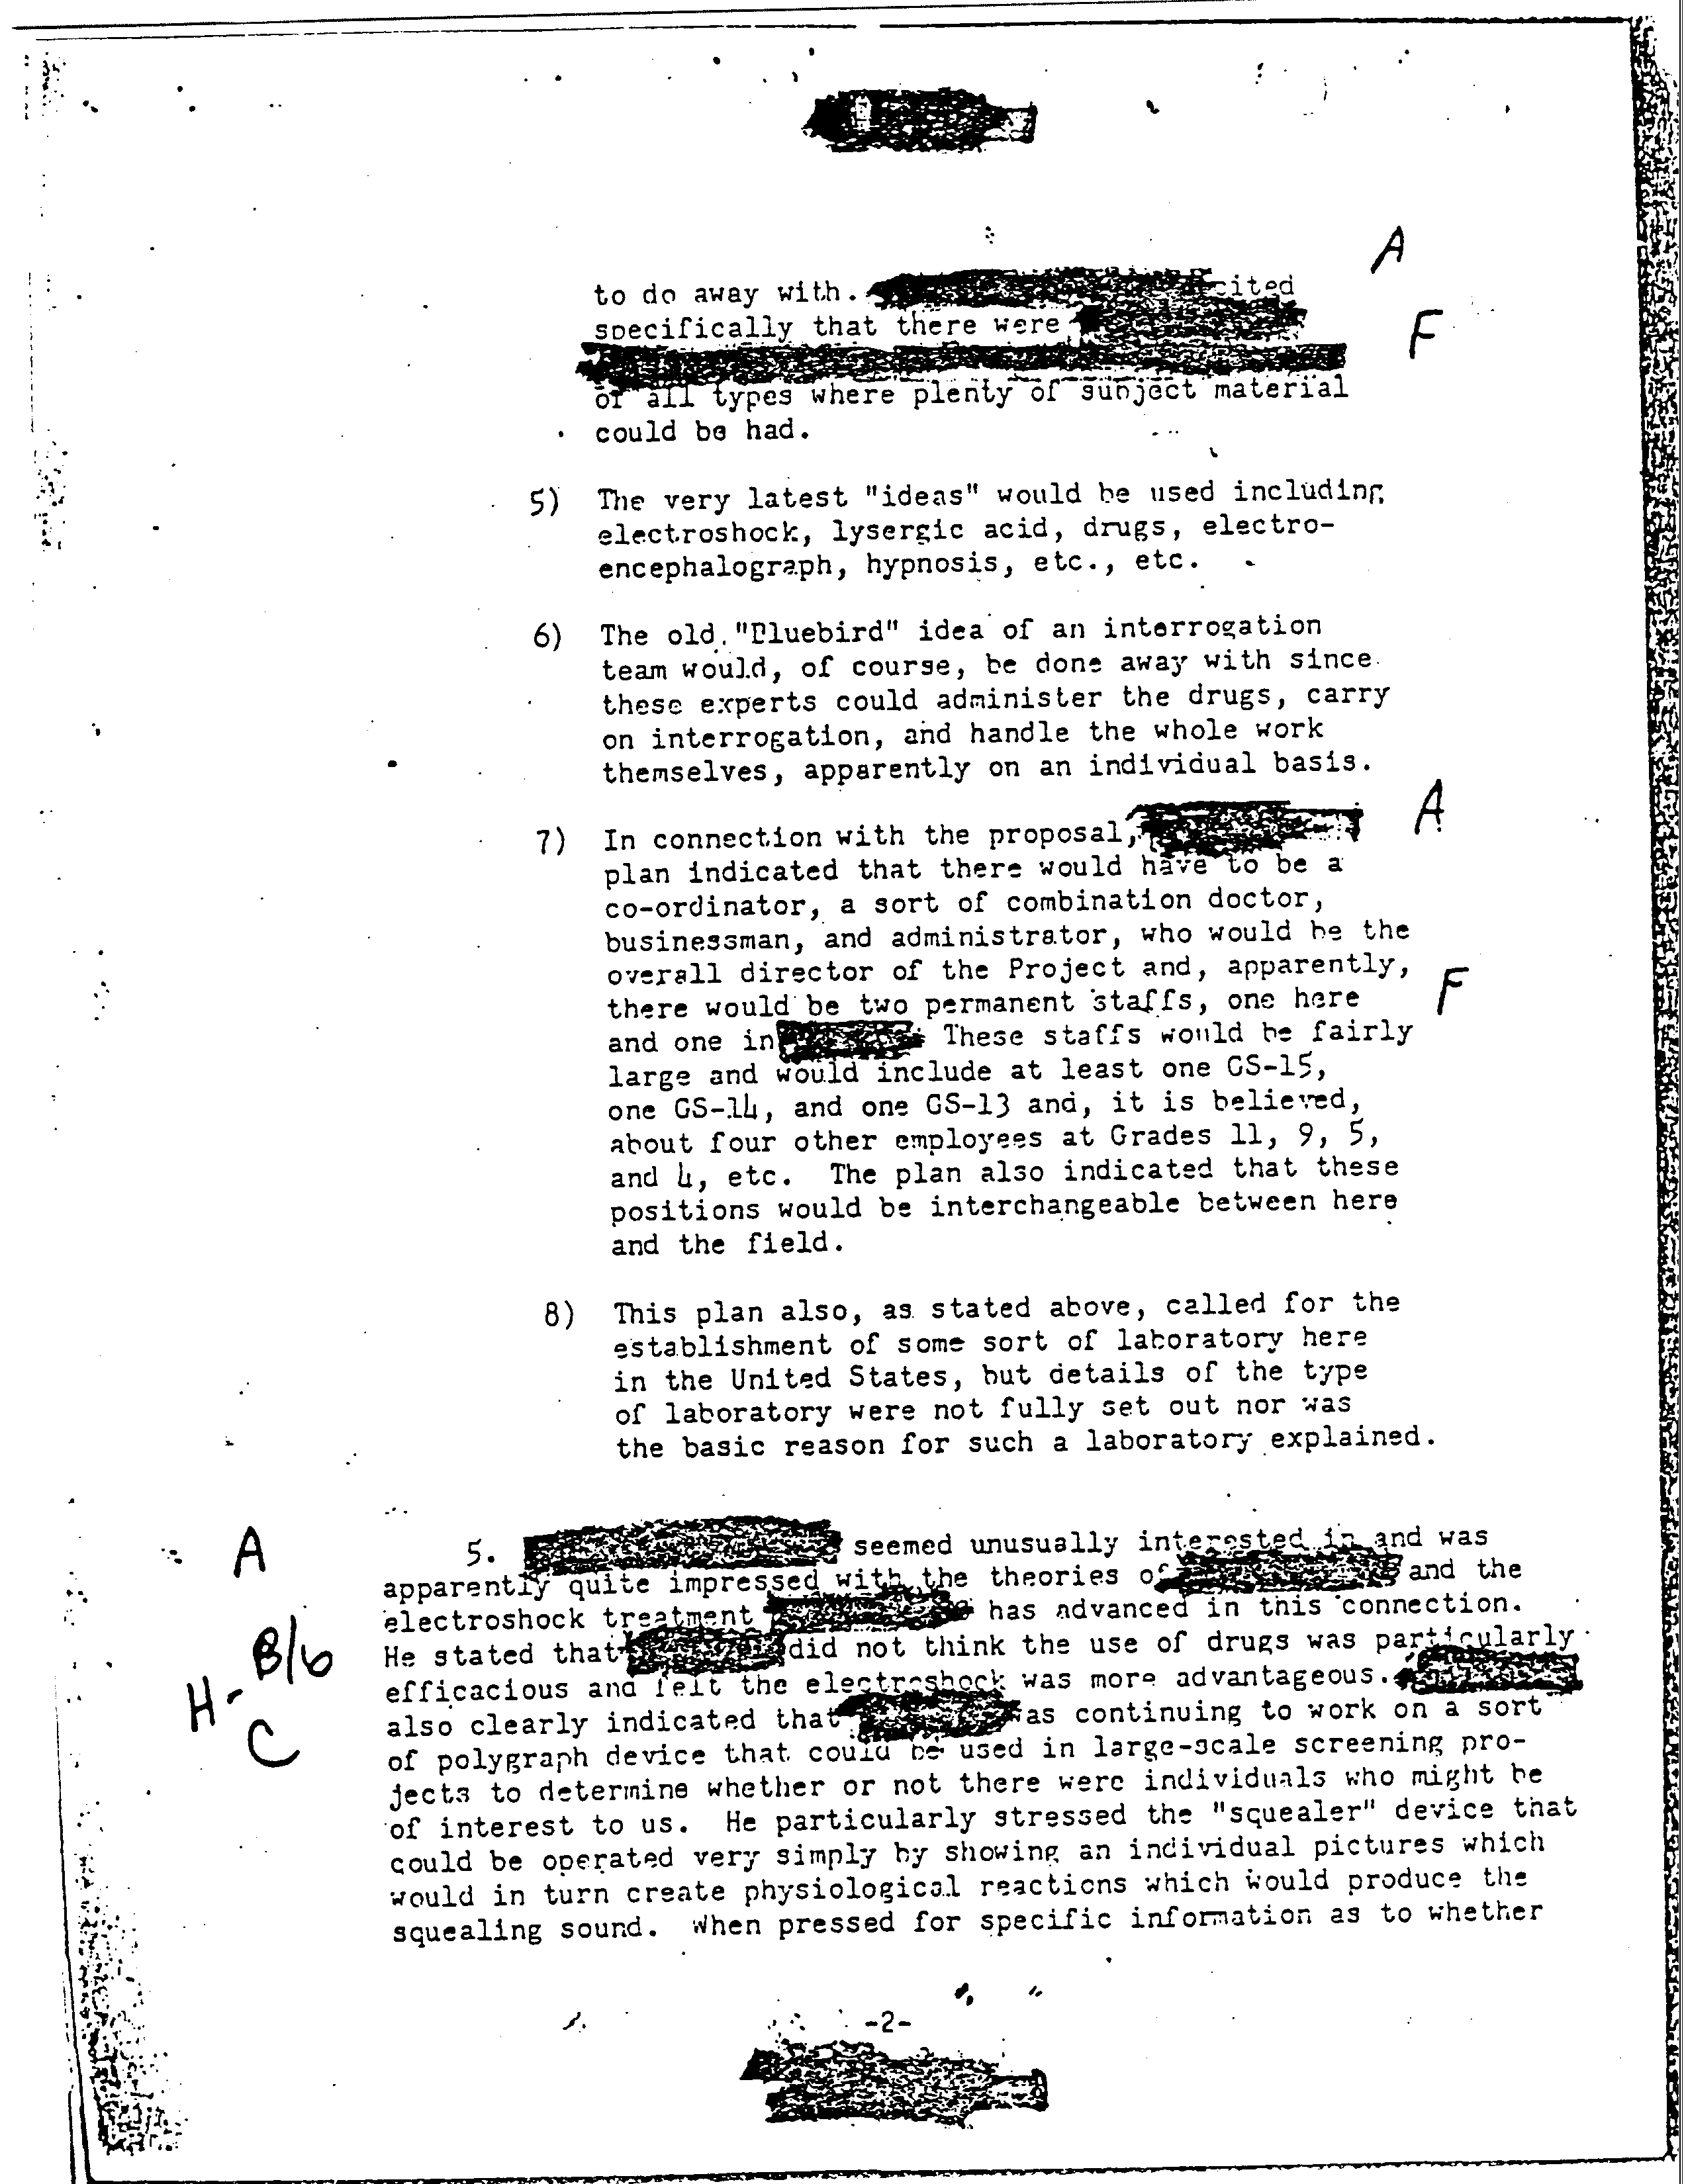 A
to do away with. cited
specifically that there were
F
of all types where plenty of subject material
could be had.
5) The very latest "ideas" would be used including
electroshock, lysergic acid, drugs, electro-
encephalograph, hypnosis, etc., etc.
6) The old "Bluebird" idea of an interrogation
team would, of course, be done away with since
these experts could administer the drugs, carry
on interrogation, and handle the whole work
themselves, apparently on an individual basis.
A
7) In connection with the proposal,
plan indicated that there would have to be a
co-ordinator, a sort of combination doctor,
businessman, and administrator, who would be the
overall director of the Project and, apparently,
F
there would be two permanent staffs, one here
and one in These staffs would be fairly
large and would include at least one GS-15,
one GS-14, and one GS-13 and, it is believed,
about four other employees at Grades 11, 9, 5,
and 4, etc. The plan also indicated that these
positions would be interchangeable between here
and the field.
8) This plan also, as stated above, called for the
establishment of some sort of laboratory here
in the United States, but details of the type
of laboratory were not fully set out nor was
the basic reason for such a laboratory explained.
A
5. seemed unusually interested in and was
apparently quite impressed with the theories of and the
electroshock treatment has advanced in this connection.
B/6
He stated that did not think the use of drugs was particularly
H-
efficacious and felt the electroshock was more advantageous.
C
also clearly indicated that was continuing to work on a sort
of polygraph device that could be used in large-scale screening pro-
jects to determine whether or not there were individuals who might be
of interest to us. He particularly stressed the "squealer" device that
could be operated very simply by showing an individual pictures which
would in turn create physiological reactions which would produce the
squealing sound. When pressed for specific information as to whether
-2-